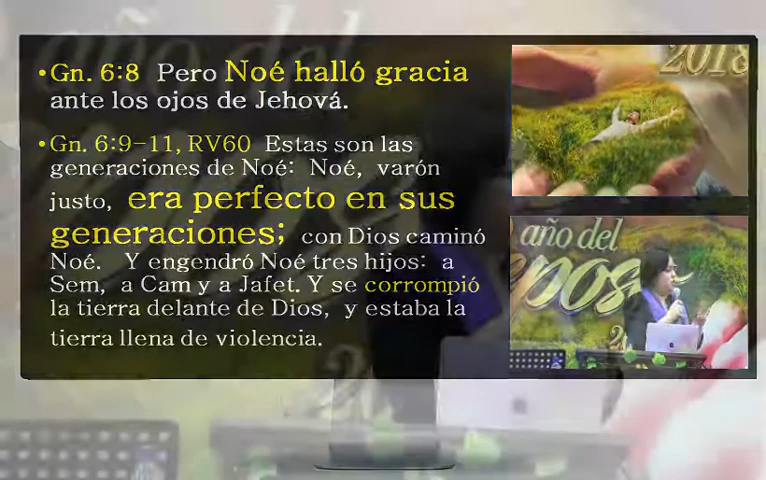 •Gn. 6:8 Pero Noé halló gracia
ante los ojos de Jehová.
•Gn. 6:9-11, RV60 Estas son las
generaciones de Noé: Noé, varón
justo, era perfecto en sus
generaciones; con Dios caminó
Noé. Y engendró Noé tres hijos: a
Sem, a Cam y a Jafet. Y se corrompió
la tierra delante de Dios, y estaba la
tierra llena de violencia.
2018
año del
pos
año del